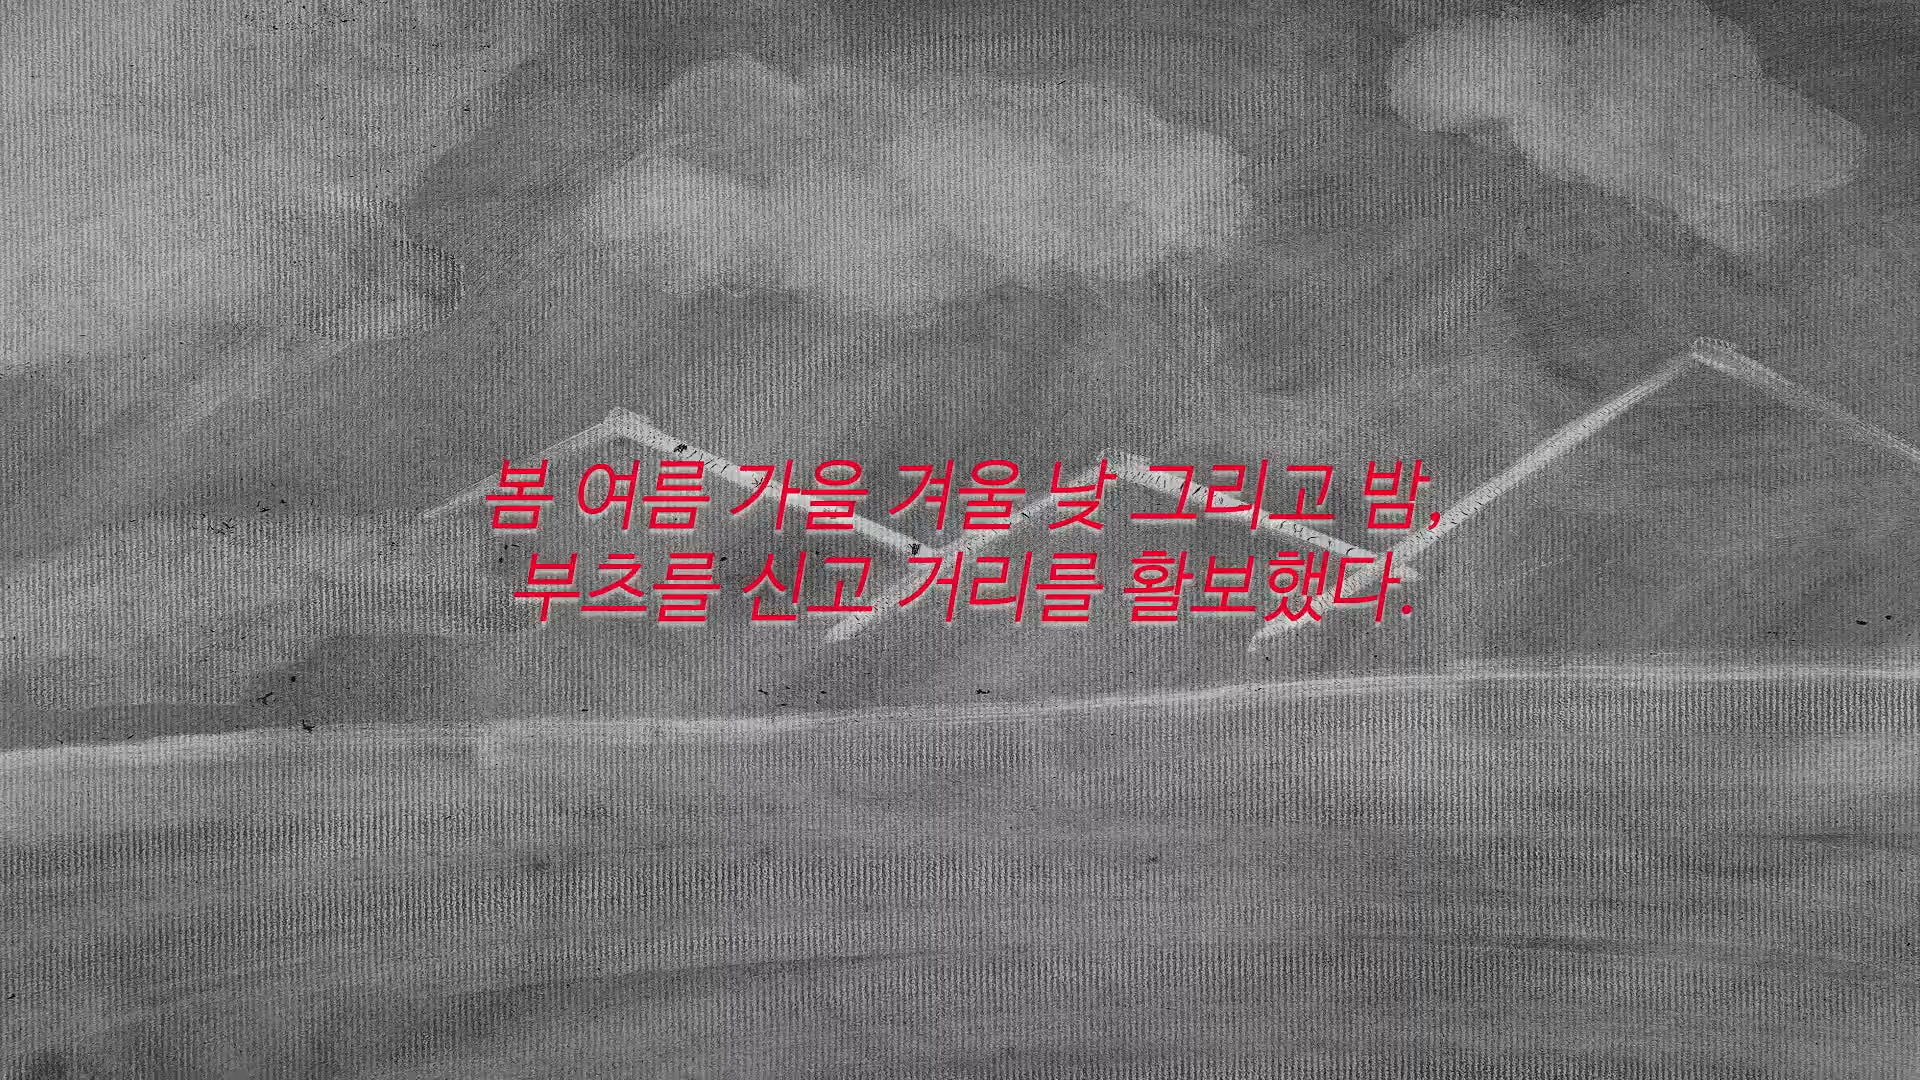 봄 여름 가을 겨울 낮 그리고 밤,
부츠를 신고 거리를 활보했다.